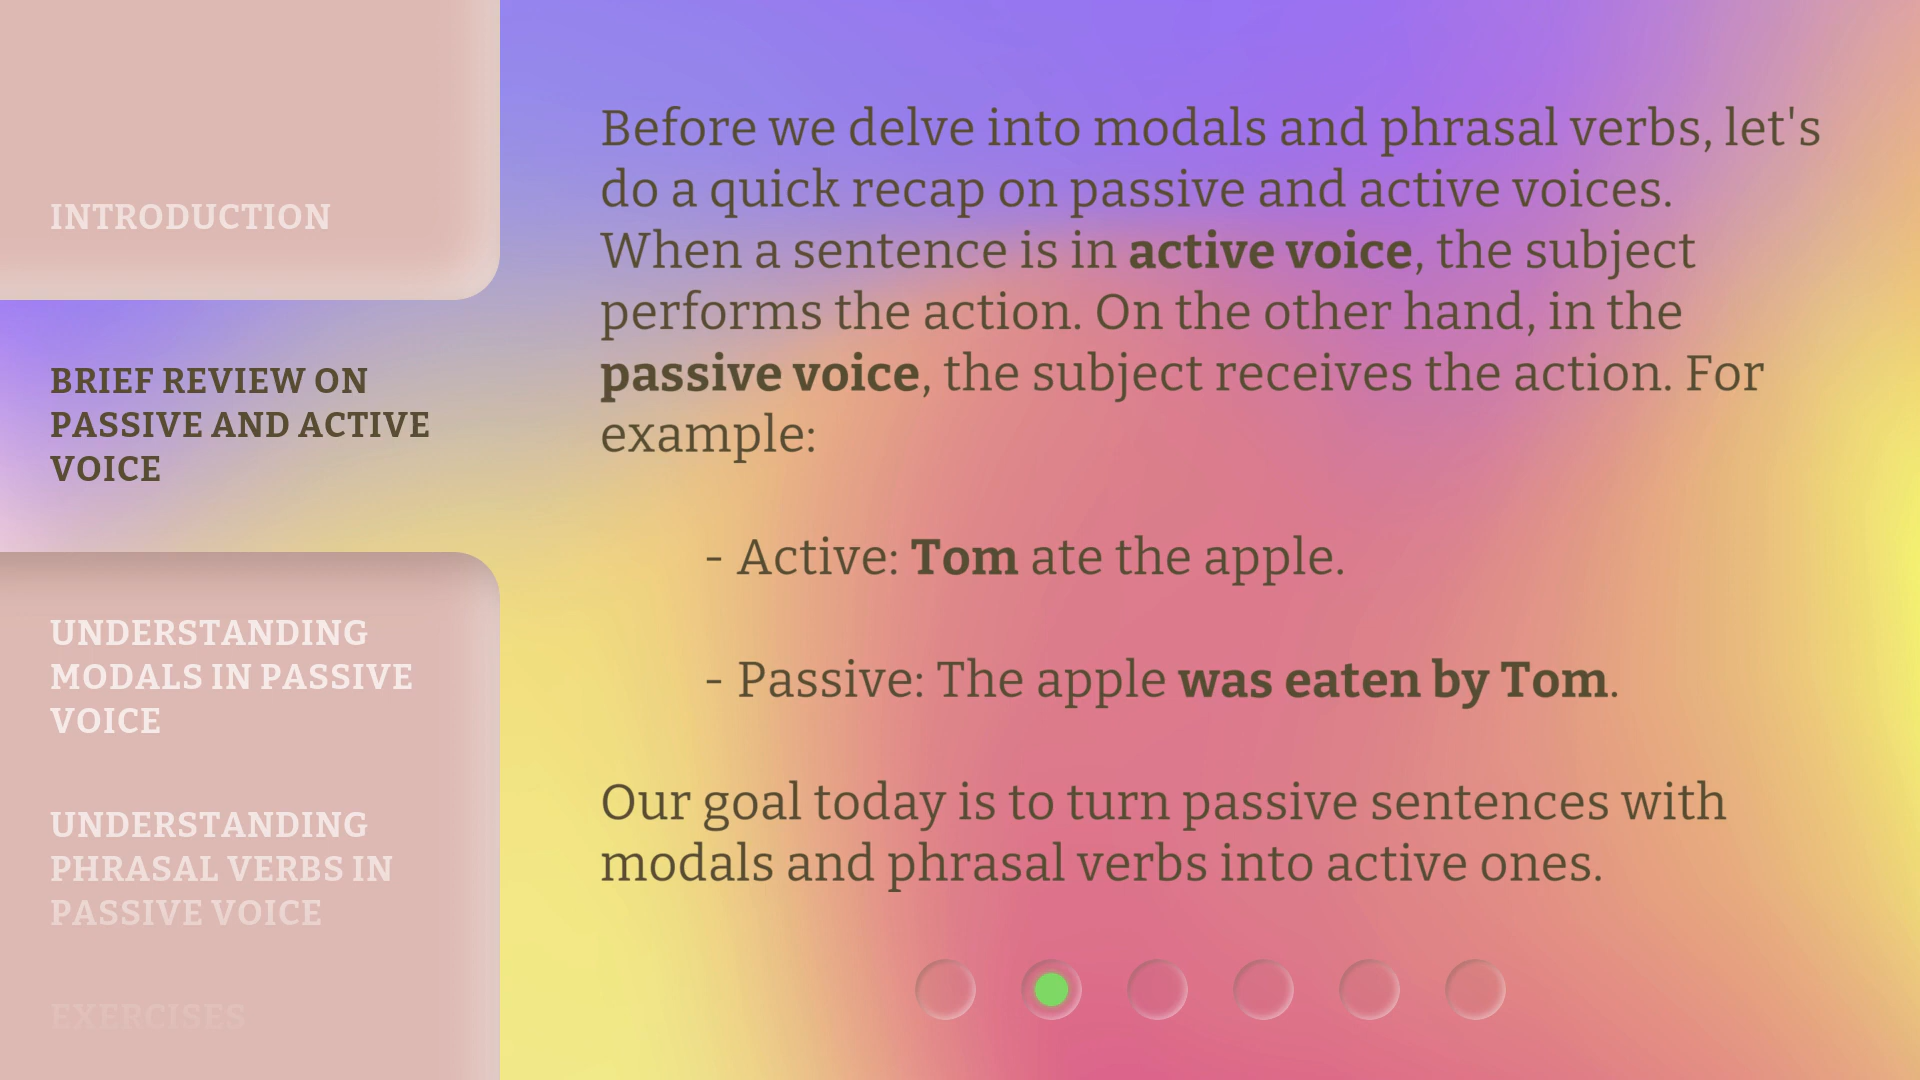 INTRODUCTION
BRIEF REVIEW ON
PASSIVE AND ACTIVE
VOICE
UNDERSTANDING
MODALS IN PASSIVE
VOICE
UNDERSTANDING
PHRASAL VERBS IN
PASSIVE VOICE
EXERCISES
Before we delve into modals and phrasal verbs, let's
do a quick recap on passive and active voices.
When a sentence is in active voice, the subject
performs the action. On the other hand, in the
passive voice, the subject receives the action. For
example:
- Active: Tom ate the apple.
- Passive: The apple was eaten by Tom.
Our goal today is to turn passive sentences with
modals and phrasal verbs into active ones.